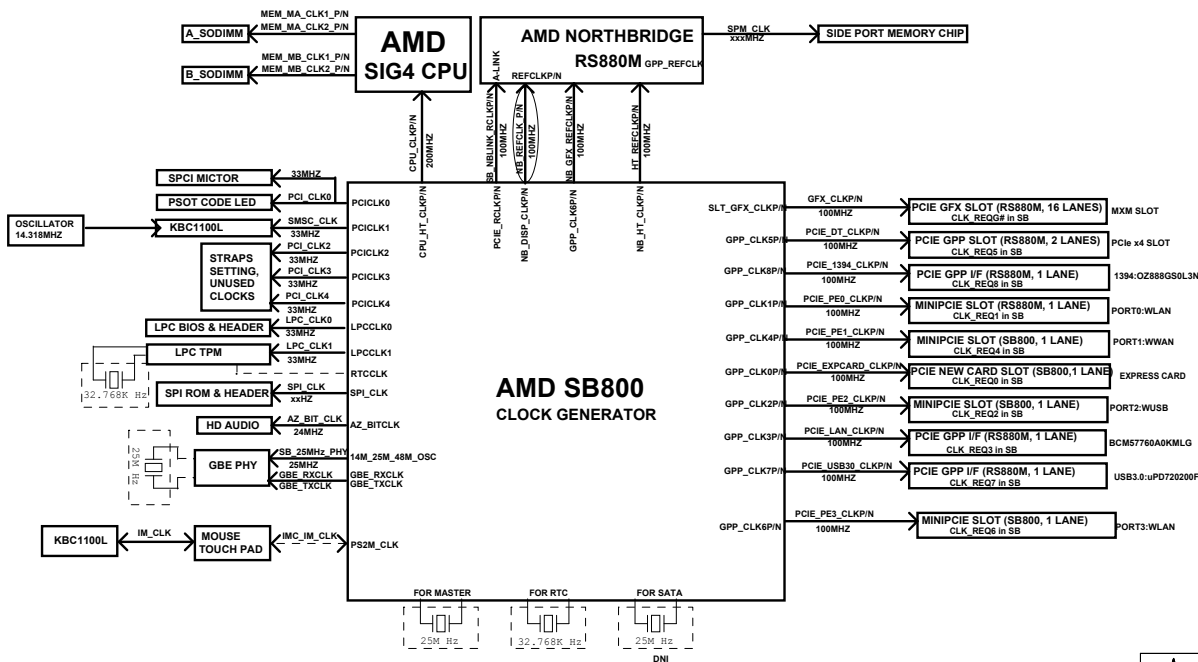 MEM_MA_CLK1_P/N
MEM_MA_CLK2_P/N
A_SODIMM
MEM_MB_CLK1_P/N
MEM_MB_CLK2_P/N
B_SODIMM
AMD
SIG4 CPU
AMD NORTHBRIDGE
RS880M
GPP_REFCLK
A-LINK
REFCLKP/N
SPM_CLK
xxxMHZ
SIDE PORT MEMORY CHIP
CPU_CLKP/N
200MHZ
SB_NBLINK_RCLKP/N
100MHZ
NB_REFCLK_P/N
100MHZ
NB_GFX_REFCLKP/N
100MHZ
HT_REFCLKP/N
100MHZ
CPU_HT_CLKP/N
PCIE_RCLKP/N
NB_DISP_CLKP/N
GPP_CLK6P/N
NB_HT_CLKP/N
SPCI MICTOR
33MHZ
PSOT CODE LED
PCI_CLK0
PCICLK0
OSCILLATOR
14.318MHZ
KBC1100L
SMSC_CLK
33MHZ
PCICLK1
STRAPS
SETTING,
UNUSED
CLOCKS
PCI_CLK2
33MHZ
PCICLK2
PCI_CLK3
33MHZ
PCICLK3
PCI_CLK4
33MHZ
PCICLK4
LPC BIOS & HEADER
LPC_CLK0
33MHZ
LPCCLK0
LPC TPM
LPC_CLK1
33MHZ
LPCCLK1
RTCCLK
32.768K Hz
SPI ROM & HEADER
SPI_CLK
xxHZ
SPI_CLK
HD AUDIO
AZ_BIT_CLK
24MHZ
AZ_BITCLK
25M Hz
GBE PHY
SB_25MHz_PHY
25MHZ
14M_25M_48M_OSC
GBE_RXCLK
GBE_TXCLK
GBE_RXCLK
GBE_TXCLK
KBC1100L
IM_CLK
MOUSE
TOUCH PAD
IMC_IM_CLK
PS2M_CLK
AMD SB800
CLOCK GENERATOR
SLT_GFX_CLKP/N
GFX_CLKP/N
100MHZ
PCIE GFX SLOT (RS880M, 16 LANES)
CLK_REQG# in SB
MXM SLOT
GPP_CLK5P/N
PCIE_DT_CLKP/N
100MHZ
PCIE GPP SLOT (RS880M, 2 LANES)
CLK_REQ5 in SB
PCIe x4 SLOT
GPP_CLK8P/N
PCIE_1394_CLKP/N
100MHZ
PCIE GPP I/F (RS880M, 1 LANE)
CLK_REQ8 in SB
1394:OZ888GS0L3N
GPP_CLK1P/N
PCIE_PE0_CLKP/N
100MHZ
MINIPCIE SLOT (RS880M, 1 LANE)
CLK_REQ1 in SB
PORT0:WLAN
GPP_CLK4P/N
PCIE_PE1_CLKP/N
100MHZ
MINIPCIE SLOT (SB800, 1 LANE)
CLK_REQ4 in SB
PORT1:WWAN
GPP_CLK0P/N
PCIE_EXPCARD_CLKP/N
100MHZ
PCIE NEW CARD SLOT (SB800,1 LANE)
CLK_REQ0 in SB
EXPRESS CARD
GPP_CLK2P/N
PCIE_PE2_CLKP/N
100MHZ
MINIPCIE SLOT (SB800, 1 LANE)
CLK_REQ2 in SB
PORT2:WUSB
GPP_CLK3P/N
PCIE_LAN_CLKP/N
100MHZ
PCIE GPP I/F (RS880M, 1 LANE)
CLK_REQ3 in SB
BCM57760A0KMLG
GPP_CLK7P/N
PCIE_USB30_CLKP/N
100MHZ
PCIE GPP I/F (RS880M, 1 LANE)
CLK_REQ7 in SB
USB3.0:uPD720200F
GPP_CLK6P/N
PCIE_PE3_CLKP/N
100MHZ
MINIPCIE SLOT (SB800, 1 LANE)
CLK_REQ6 in SB
PORT3:WLAN
FOR MASTER
25M Hz
FOR RTC
32.768K Hz
FOR SATA
25M Hz
DNI